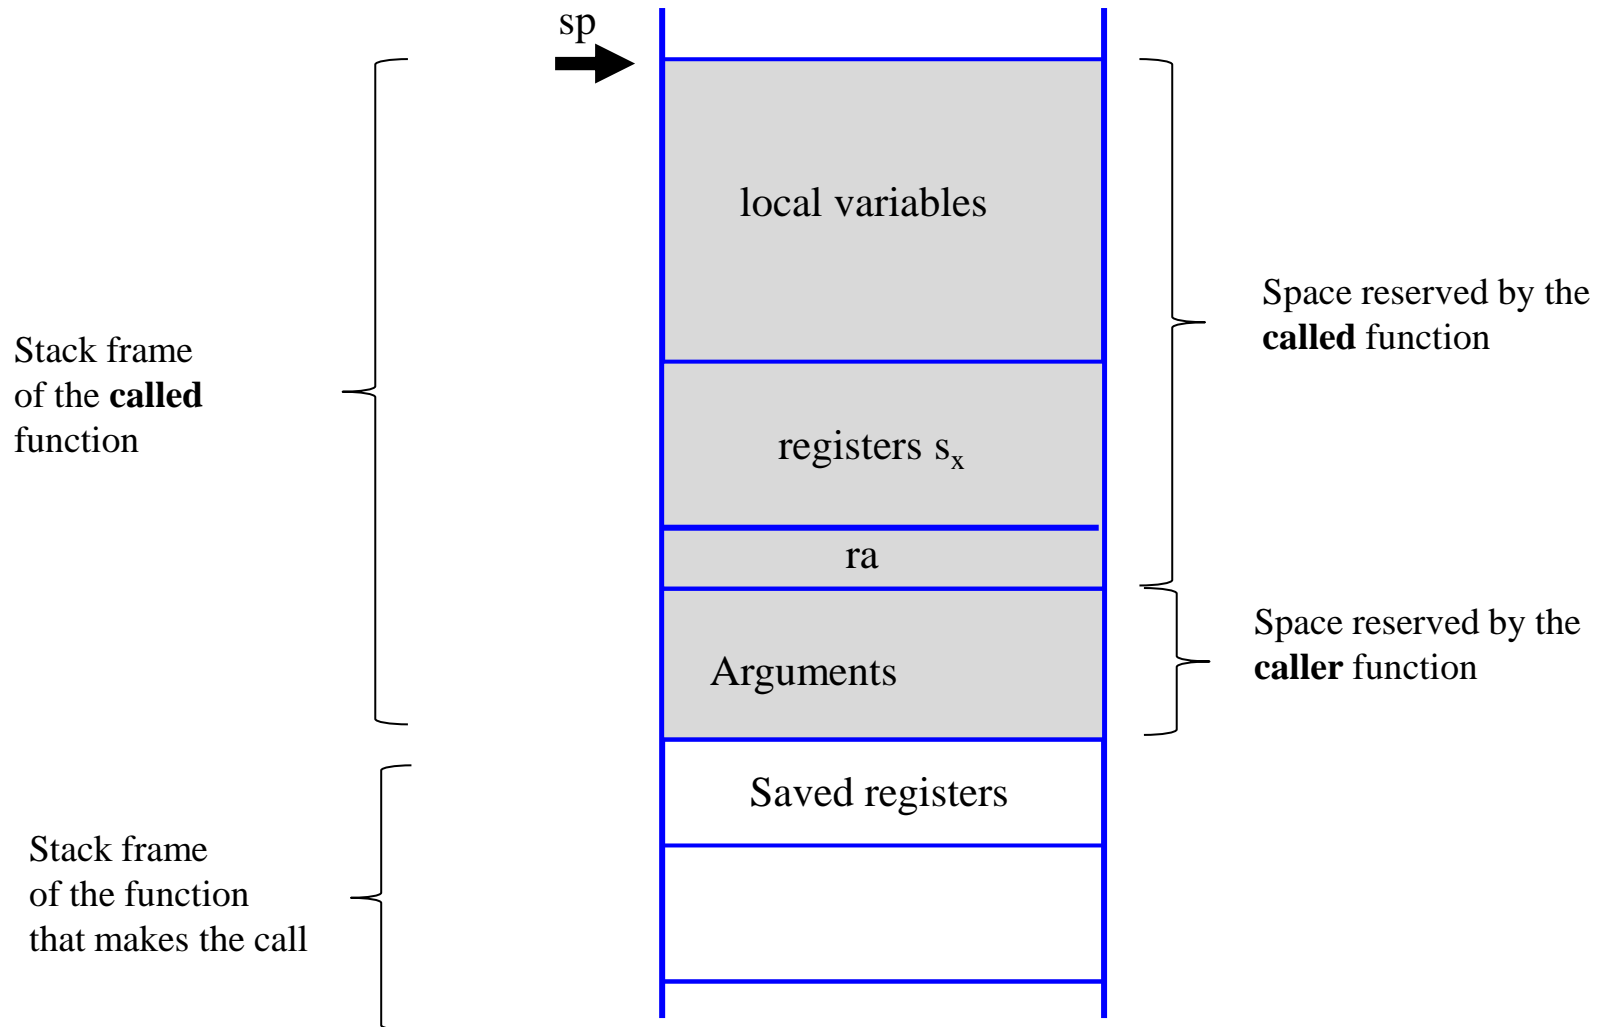 sp
local variables
Space reserved by the
called function
Stack frame
of the called
function
registers sx
ra
Space reserved by the
caller function
Arguments
Saved registers
Stack frame
of the function
that makes the call